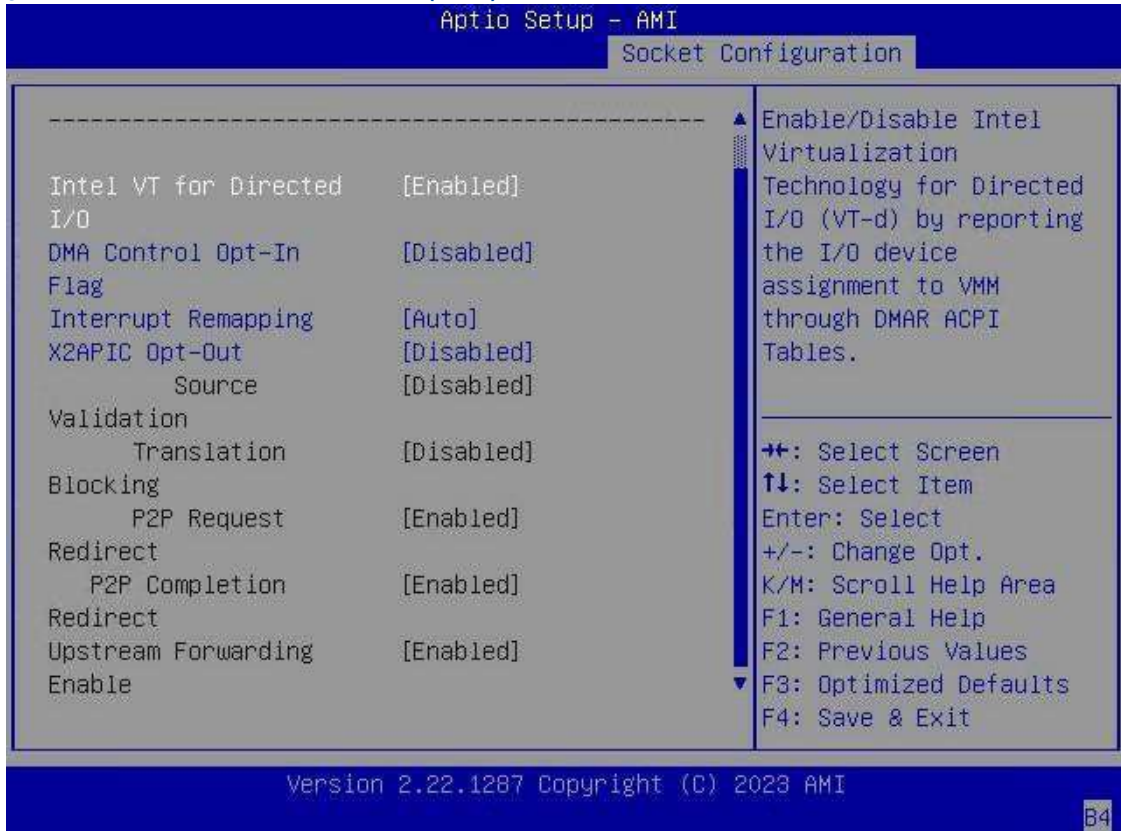 Aptio Setup – AMI
Socket Configuration
------------------------------------------------
Intel VT for Directed [Enabled]
I/O
DMA Control Opt-In [Disabled]
Flag
Interrupt Remapping [Auto]
X2APIC Opt-Out [Disabled]
Source [Disabled]
Validation
Translation [Disabled]
Blocking
P2P Request [Enabled]
Redirect
P2P Completion [Enabled]
Redirect
Upstream Forwarding [Enabled]
Enable
Enable/Disable Intel
Virtualization
Technology for Directed
I/O (VT-d) by reporting
the I/O device
assignment to VMM
through DMAR ACPI
Tables.
→←: Select Screen
↑↓: Select Item
Enter: Select
+/-: Change Opt.
K/M: Scroll Help Area
F1: General Help
F2: Previous Values
F3: Optimized Defaults
F4: Save & Exit
Version 2.22.1287 Copyright (C) 2023 AMI
B4